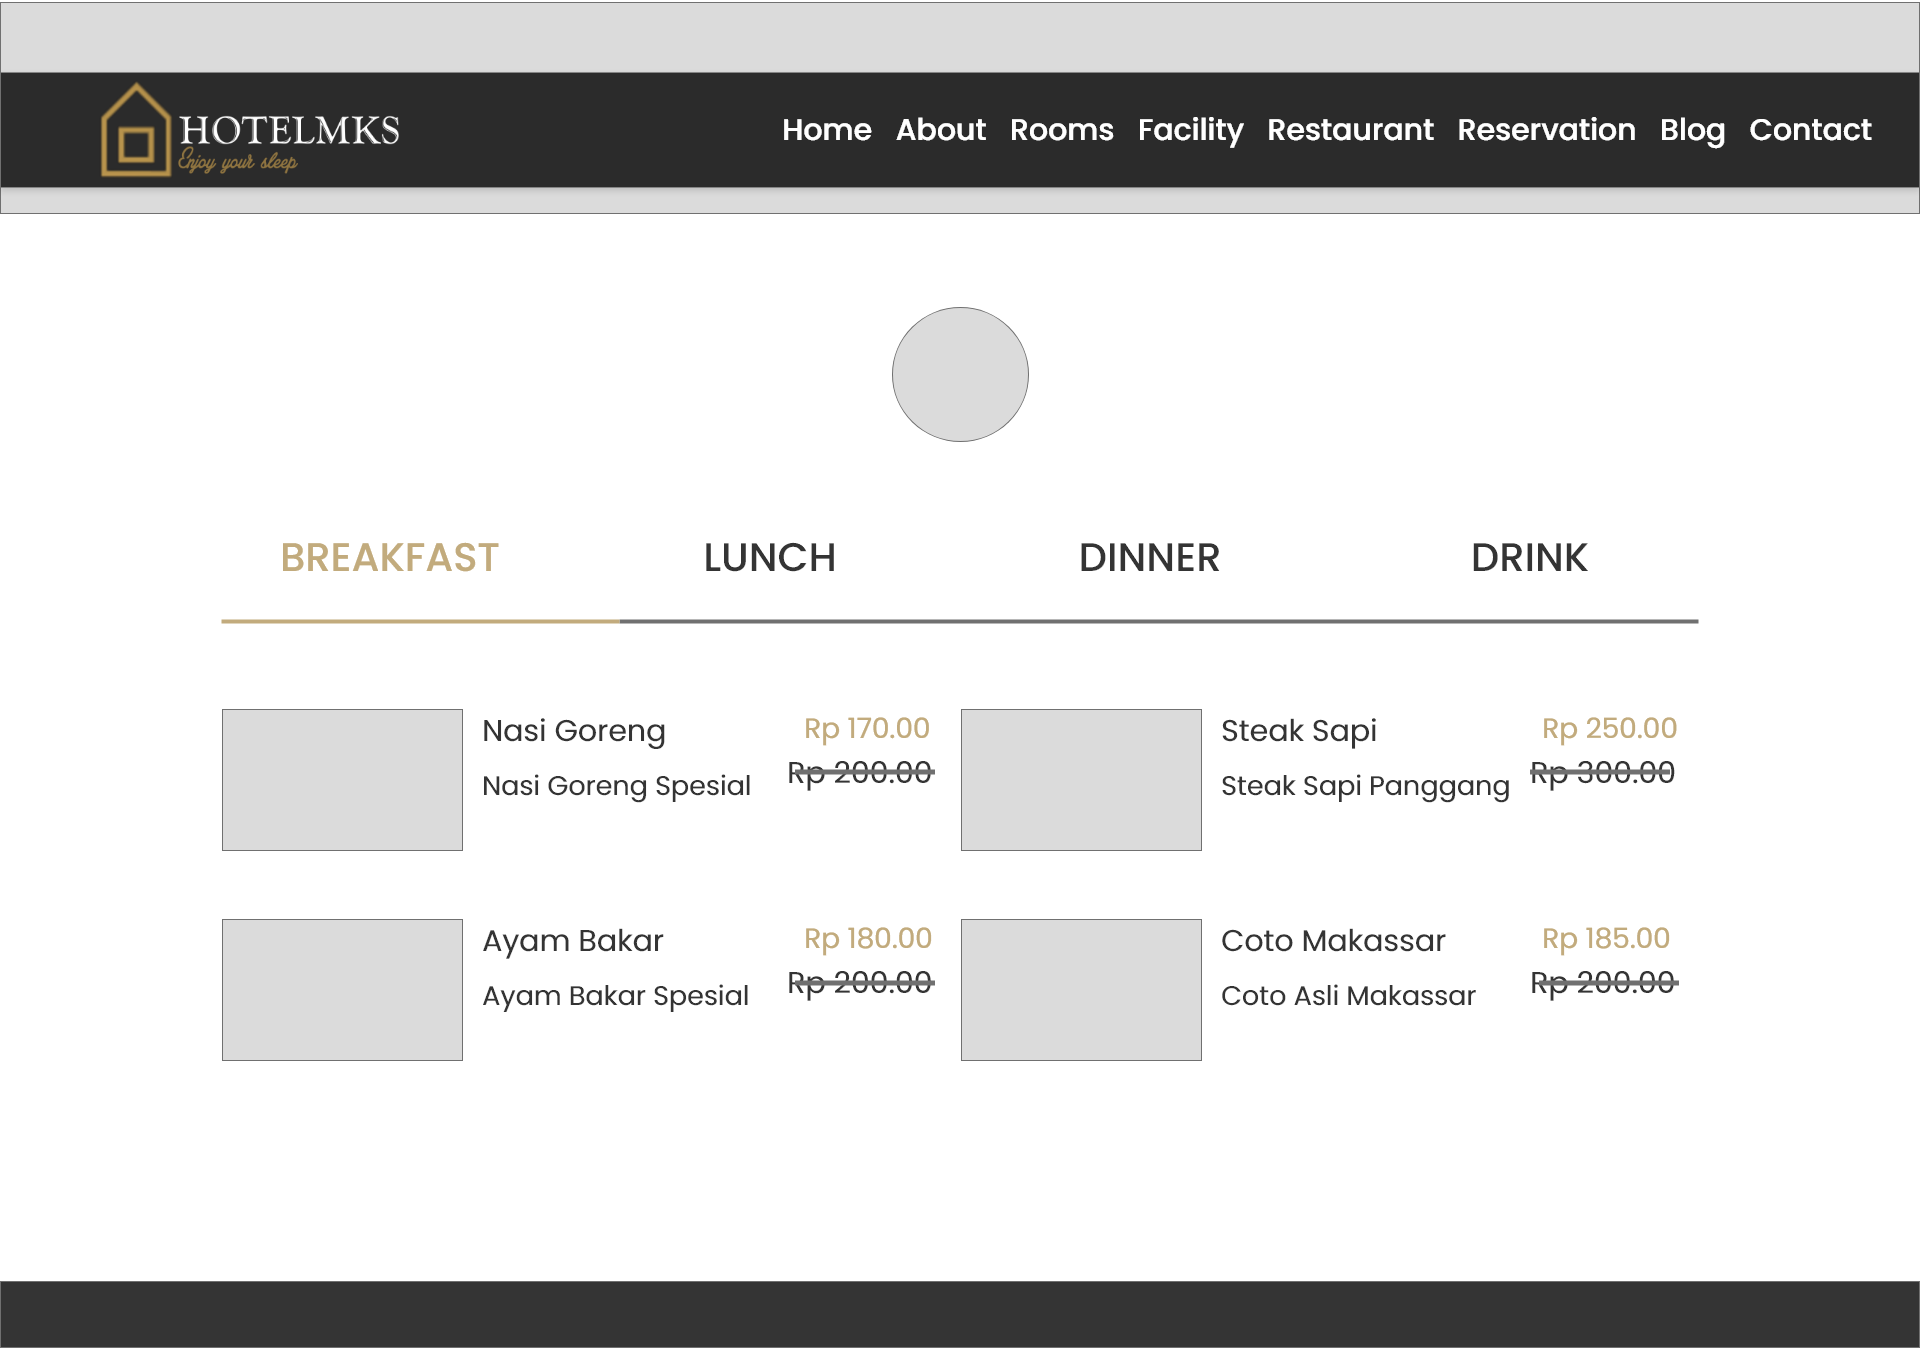 HOTELMKS
Enjoy your sleep
Home About Rooms Facility Restaurant Reservation Blog Contact
BREAKFAST LUNCH DINNER DRINK
Nasi Goreng Rp 170.00
Nasi Goreng Spesial Rp 200.00
Steak Sapi Rp 250.00
Steak Sapi Panggang Rp 300.00
Ayam Bakar Rp 180.00
Ayam Bakar Spesial Rp 200.00
Coto Makassar Rp 185.00
Coto Asli Makassar Rp 200.00